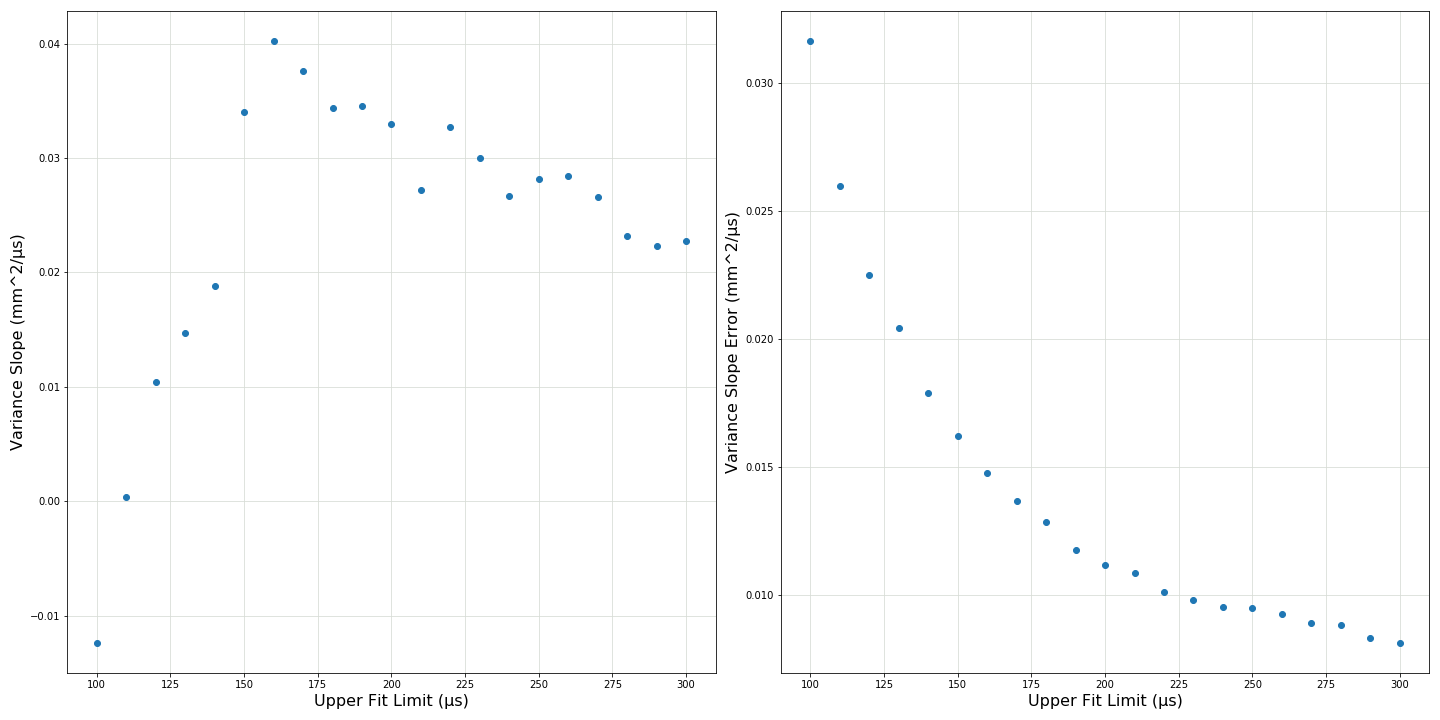 0.04
0.03
0.02
0.01
0.00
−0.01
Variance Slope (mm^2/μs)
100 125 150 175 200 225 250 275 300
Upper Fit Limit (μs)
0.030
0.025
0.020
0.015
0.010
Variance Slope Error (mm^2/μs)
100 125 150 175 200 225 250 275 300
Upper Fit Limit (μs)